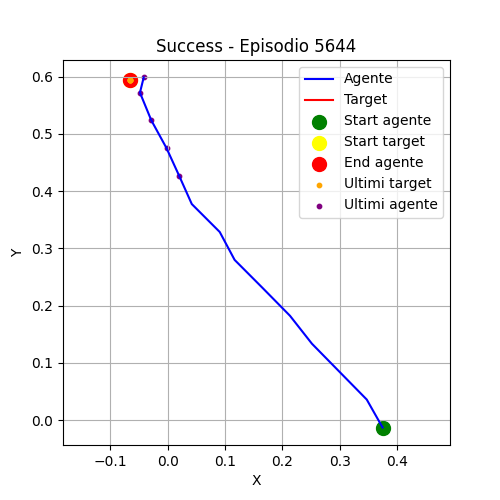 Success - Episodio 5644
Agente
Target
Start agente
Start target
End agente
Ultimi target
Ultimi agente
0.6
0.5
0.4
0.3
0.2
0.1
0.0
Y
−0.1 0.0 0.1 0.2 0.3 0.4
X